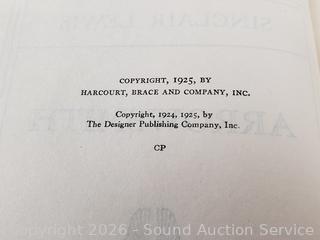 SINCLAIR LEWIS
COPYRIGHT, 1925, BY
HARCOURT, BRACE AND COMPANY, INC.
Copyright, 1924, 1925, by
The Designer Publishing Company, Inc.
CP
Copyright 2026 - Sound Auction Service